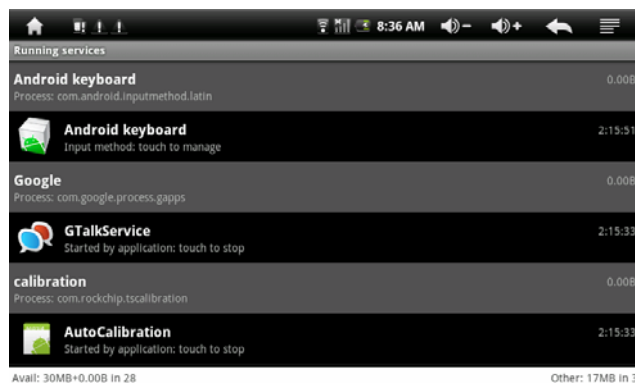 8:36 AM
Running services
Android keyboard
0.00B
Process: com.android.inputmethod.latin
Android keyboard
2:15:51
Input method: touch to manage
Google
0.00B
Process: com.google.process.gapps
GTalkService
2:15:33
Started by application: touch to stop
calibration
0.00B
Process: com.rockchip.tscalibration
AutoCalibration
2:15:33
Started by application: touch to stop
Avail: 30MB+0.00B in 28
Other: 17MB in 3